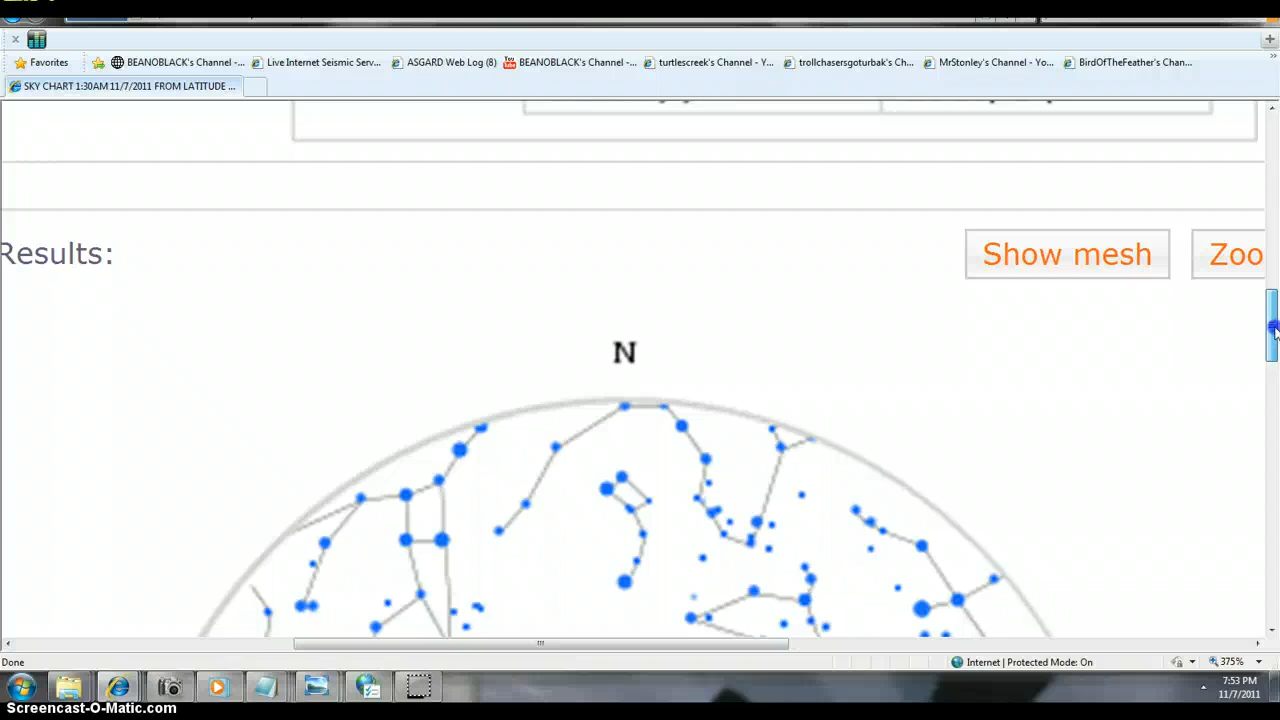 Favorites BEANOBLACK's Channel -... Live Internet Seismic Serv... ASGARD Web Log (8) You Tube BEANOBLACK's Channel -... turtlescreek's Channel - Y... trollchasersgoturbak's Ch... MrStonley's Channel - Yo... BirdOfTheFeather's Chan...
SKY CHART 1:30AM 11/7/2011 FROM LATITUDE ...
Results:
Show mesh
Zoo
N
Done
Internet | Protected Mode: On
375%
7:53 PM
11/7/2011
Screencast-O-Matic.com